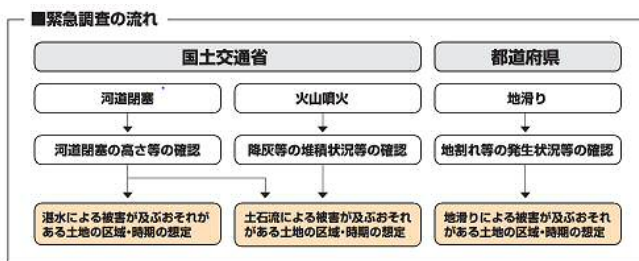 ■緊急調査の流れ
国土交通省
都道府県
河道閉塞
火山噴火
地滑り
河道閉塞の高さ等の確認
降灰等の堆積状況等の確認
地割れ等の発生状況等の確認
湛水による被害が及ぶおそれが
ある土地の区域・時期の想定
土石流による被害が及ぶおそれ
がある土地の区域・時期の想定
地滑りによる被害が及ぶおそれ
がある土地の区域・時期の想定